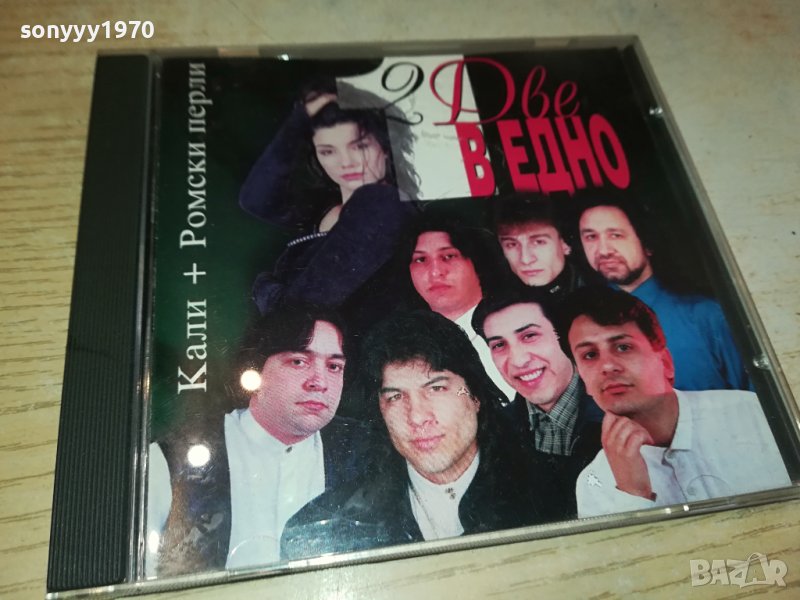 sonyyy1970
Кали + Ромски перли
2 Две
В ЕДНО
BAZAR